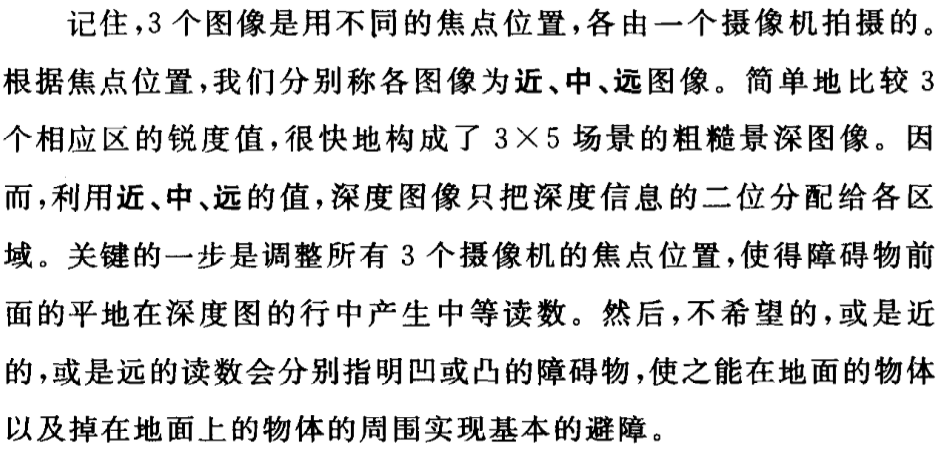 记住,3 个图像是用不同的焦点位置,各由一个摄像机拍摄的。
根据焦点位置,我们分别称各图像为近、中、远图像。简单地比较 3
个相应区的锐度值,很快地构成了 3×5 场景的粗糙景深图像。因
而,利用近、中、远的值,深度图像只把深度信息的二位分配给各区
域。关键的一步是调整所有 3 个摄像机的焦点位置,使得障碍物前
面的平地在深度图的行中产生中等读数。然后,不希望的,或是近
的,或是远的读数会分别指明凹或凸的障碍物,使之能在地面的物体
以及掉在地面上的物体的周围实现基本的避障。